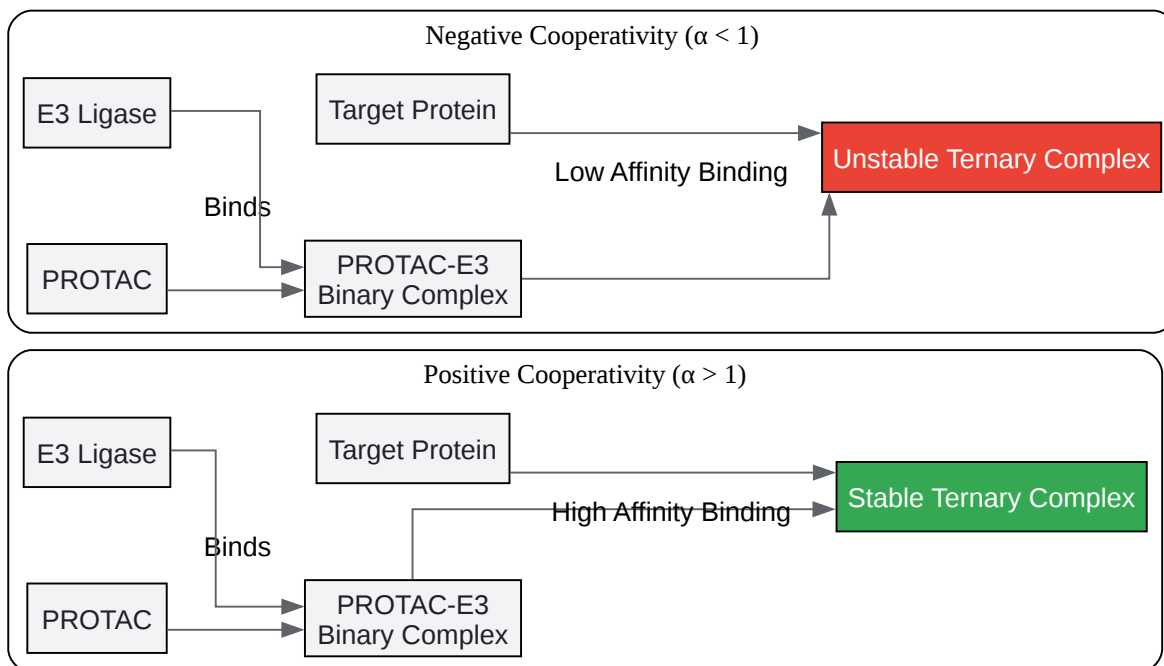 Negative Cooperativity (α < 1)
E3 Ligase
Target Protein
Unstable Ternary Complex
Low Affinity Binding
Binds
PROTAC
PROTAC-E3
Binary Complex
Positive Cooperativity (α > 1)
E3 Ligase
Target Protein
Stable Ternary Complex
High Affinity Binding
Binds
PROTAC
PROTAC-E3
Binary Complex